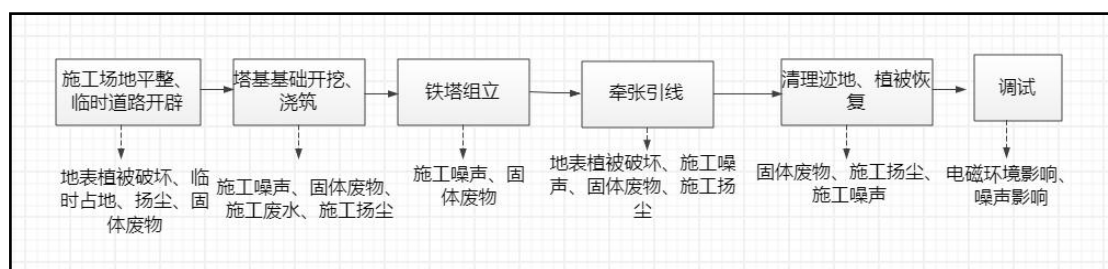 施工场地平整、
临时道路开辟
塔基基础开挖、
浇筑
铁塔组立
牵张引线
清理迹地、植被恢
复
调试
地表植被破坏、临
时占地、扬尘、固
体废物
施工噪声、固体废物、
施工废水、施工扬尘
施工噪声、固
体废物
地表植被破坏、施工噪
声、固体废物、施工扬
尘
固体废物、施工扬尘、
施工噪声
电磁环境影响、
噪声影响